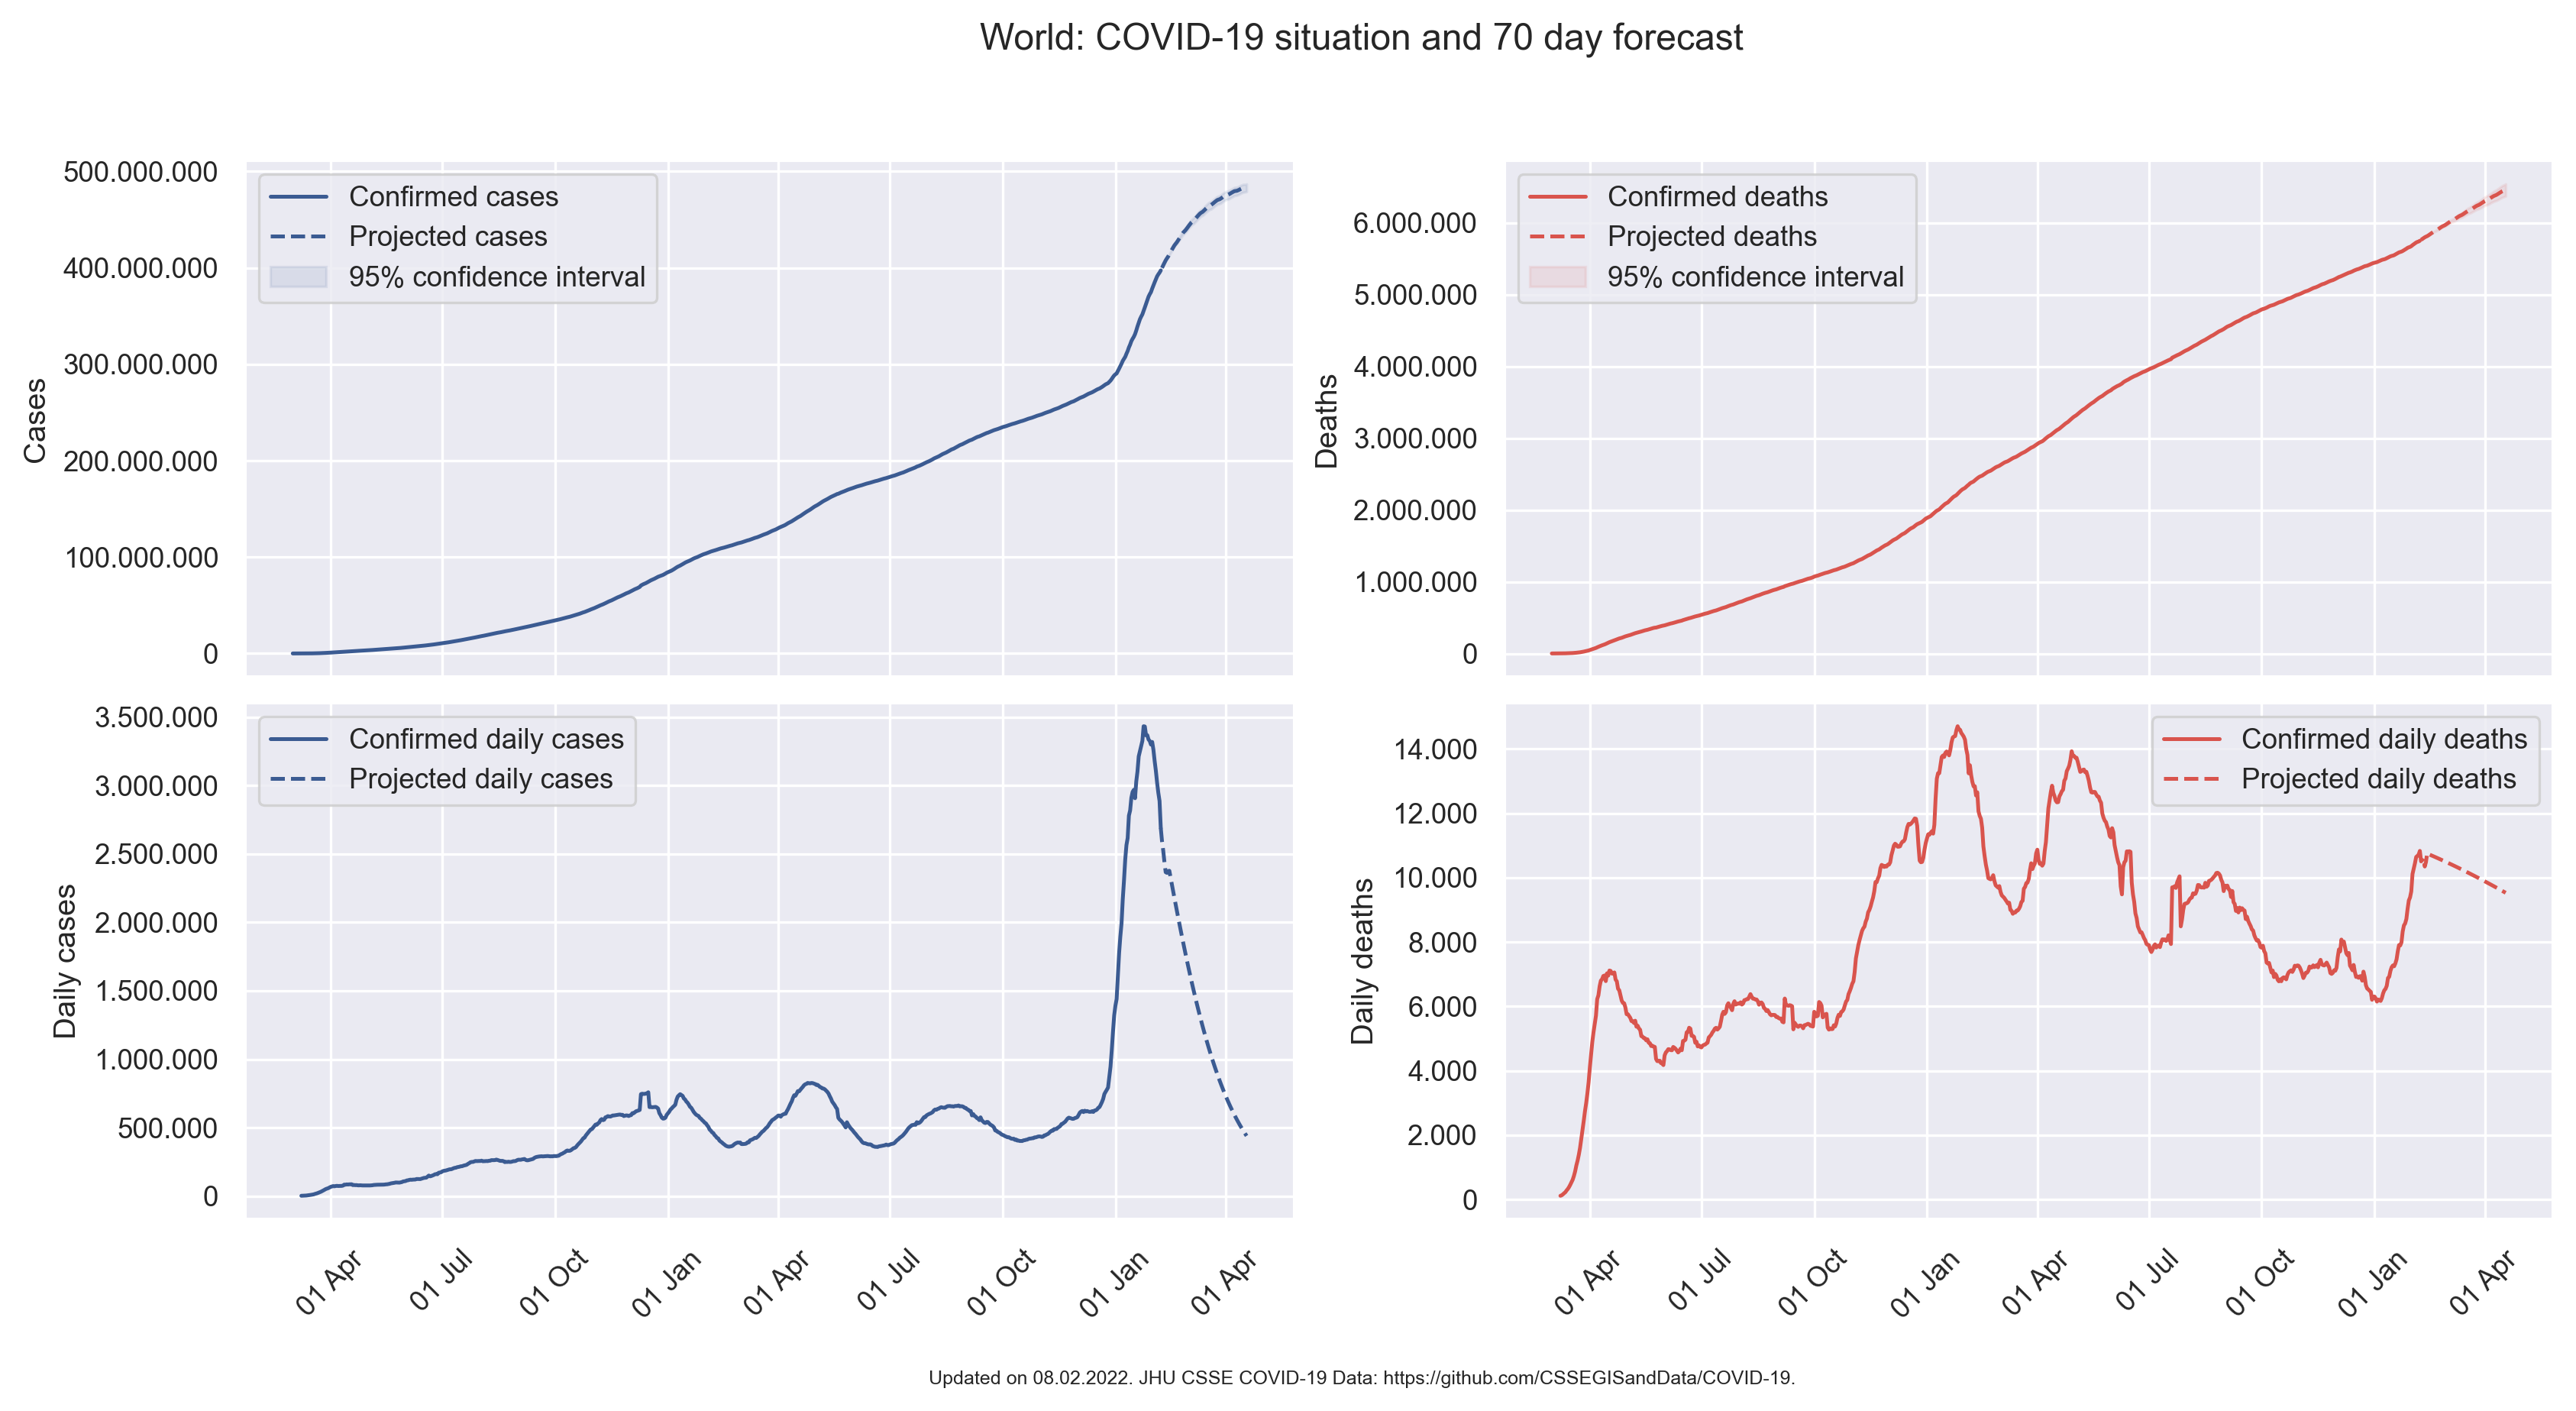 World: COVID-19 situation and 70 day forecast
500.000.000
400.000.000
300.000.000
200.000.000
100.000.000
0
Cases
Confirmed cases
Projected cases
95% confidence interval
6.000.000
5.000.000
4.000.000
3.000.000
2.000.000
1.000.000
0
Deaths
Confirmed deaths
Projected deaths
95% confidence interval
3.500.000
3.000.000
2.500.000
2.000.000
1.500.000
1.000.000
500.000
0
Daily cases
Confirmed daily cases
Projected daily cases
01 Apr
01 Jul
01 Oct
01 Jan
01 Apr
01 Jul
01 Oct
01 Jan
01 Apr
14.000
12.000
10.000
8.000
6.000
4.000
2.000
0
Daily deaths
Confirmed daily deaths
Projected daily deaths
01 Apr
01 Jul
01 Oct
01 Jan
01 Apr
01 Jul
01 Oct
01 Jan
01 Apr
Updated on 08.02.2022. JHU CSSE COVID-19 Data: https://github.com/CSSEGISandData/COVID-19.